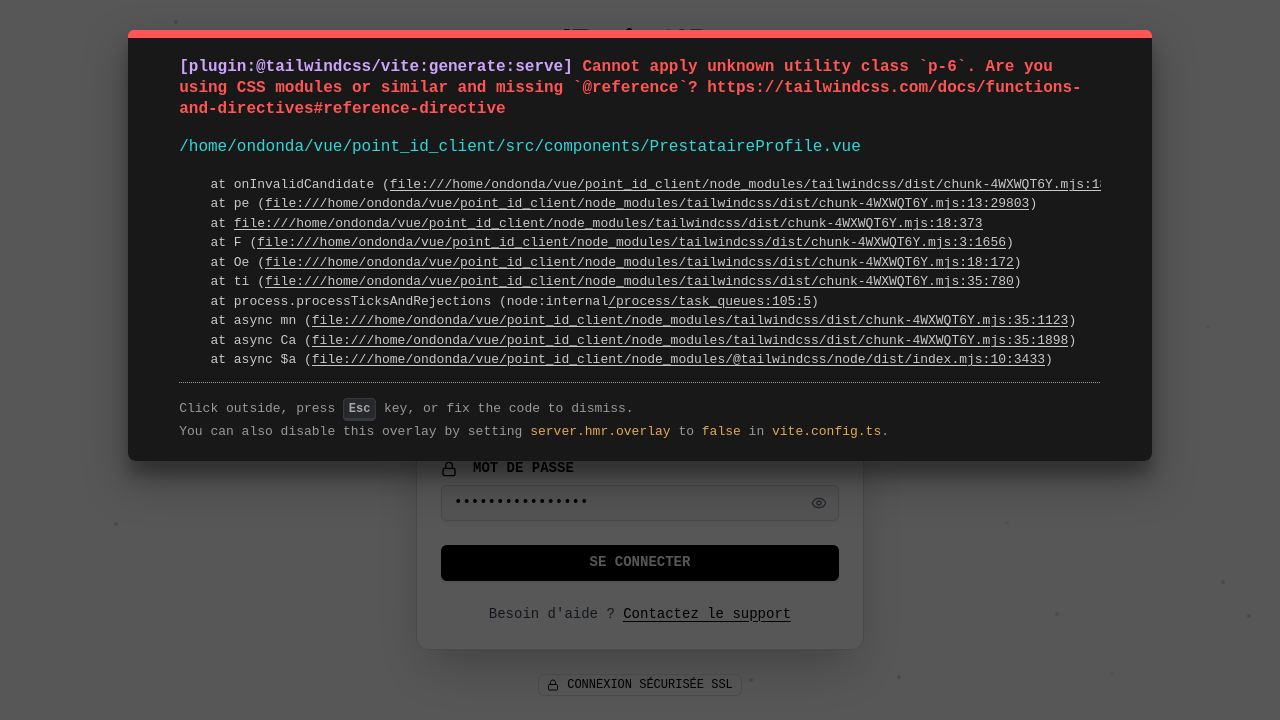 [plugin:@tailwindcss/vite:generate:serve] Cannot apply unknown utility class `p-6`. Are you
using CSS modules or similar and missing `@reference`? https://tailwindcss.com/docs/functions-
and-directives#reference-directive
/home/ondonda/vue/point_id_client/src/components/PrestataireProfile.vue
at onInvalidCandidate (file:///home/ondonda/vue/point_id_client/node_modules/tailwindcss/dist/chunk-4WXWQT6Y.mjs:18
at pe (file:///home/ondonda/vue/point_id_client/node_modules/tailwindcss/dist/chunk-4WXWQT6Y.mjs:13:29803)
at file:///home/ondonda/vue/point_id_client/node_modules/tailwindcss/dist/chunk-4WXWQT6Y.mjs:18:373
at F (file:///home/ondonda/vue/point_id_client/node_modules/tailwindcss/dist/chunk-4WXWQT6Y.mjs:3:1656)
at Oe (file:///home/ondonda/vue/point_id_client/node_modules/tailwindcss/dist/chunk-4WXWQT6Y.mjs:18:172)
at ti (file:///home/ondonda/vue/point_id_client/node_modules/tailwindcss/dist/chunk-4WXWQT6Y.mjs:35:780)
at process.processTicksAndRejections (node:internal/process/task_queues:105:5)
at async mn (file:///home/ondonda/vue/point_id_client/node_modules/tailwindcss/dist/chunk-4WXWQT6Y.mjs:35:1123)
at async Ca (file:///home/ondonda/vue/point_id_client/node_modules/tailwindcss/dist/chunk-4WXWQT6Y.mjs:35:1898)
at async $a (file:///home/ondonda/vue/point_id_client/node_modules/@tailwindcss/node/dist/index.mjs:10:3433)
Click outside, press Esc key, or fix the code to dismiss.
You can also disable this overlay by setting server.hmr.overlay to false in vite.config.ts.
MOT DE PASSE
••••••••••••••••
SE CONNECTER
Besoin d'aide ? Contactez le support
CONNEXION SÉCURISÉE SSL